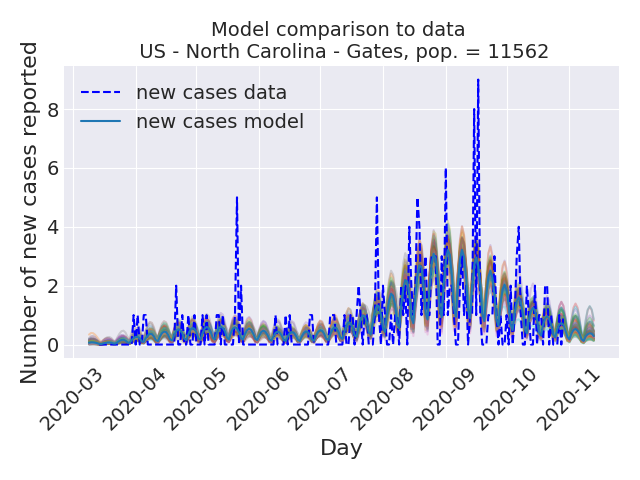 Model comparison to data
US - North Carolina - Gates, pop. = 11562
new cases data
new cases model
Number of new cases reported
8
6
4
2
0
2020-03
2020-04
2020-05
2020-06
2020-07
2020-08
2020-09
2020-10
2020-11
Day